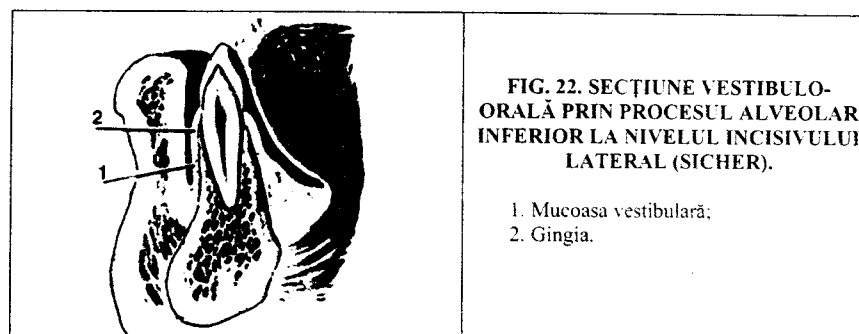 2
1
FIG. 22. SECŢIUNE VESTIBULO-
ORALĂ PRIN PROCESUL ALVEOLAR
INFERIOR LA NIVELUL INCISIVULUI
LATERAL (SICHER).
1. Mucoasa vestibulară;
2. Gingia.